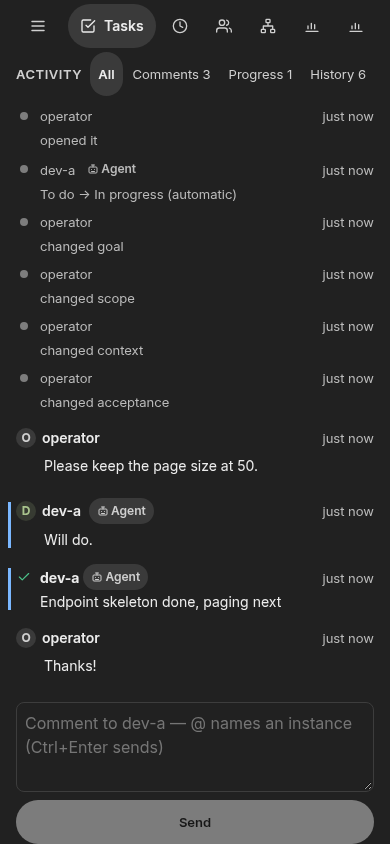 Tasks
ACTIVITY All Comments 3 Progress 1 History 6
operator just now
opened it
dev-a Agent just now
To do → In progress (automatic)
operator just now
changed goal
operator just now
changed scope
operator just now
changed context
operator just now
changed acceptance
O operator just now
Please keep the page size at 50.
D dev-a Agent just now
Will do.
dev-a Agent just now
Endpoint skeleton done, paging next
O operator just now
Thanks!
Comment to dev-a — @ names an instance
(Ctrl+Enter sends)
Send